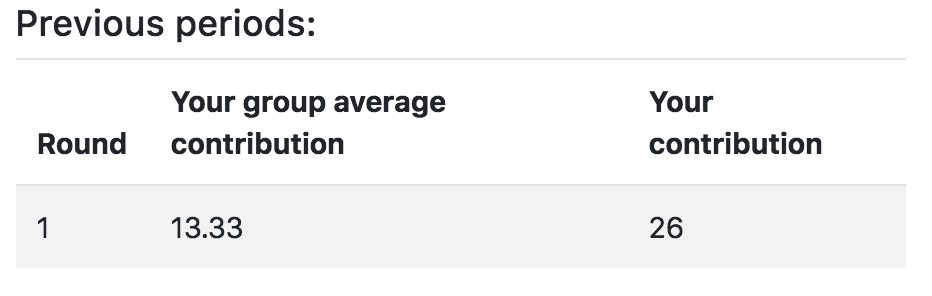 Previous periods:
Your group average
Your
Round
contribution
contribution
1
13.33
26